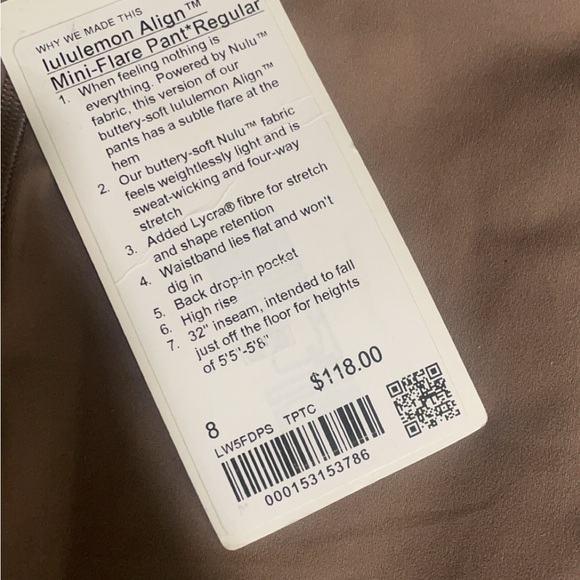 WHY WE MADE THIS
lululemon Align™
Mini-Flare Pant*Regular
1. When feeling nothing is
everything. Powered by Nulu™
fabric, this version of our
buttery-soft lululemon Align™
pants has a subtle flare at the
hem
2. Our buttery-soft Nulu™ fabric
feels weightlessly light and is
sweat-wicking and four-way
stretch
3. Added Lycra® fibre for stretch
and shape retention
4. Waistband lies flat and won't
dig in
5. Back drop-in pocket
6. High rise
7. 32" inseam, intended to fall
just off the floor for heights
of 5'5"-5'8"
$118.00
8
LW5FDPS TPTC
000153153786